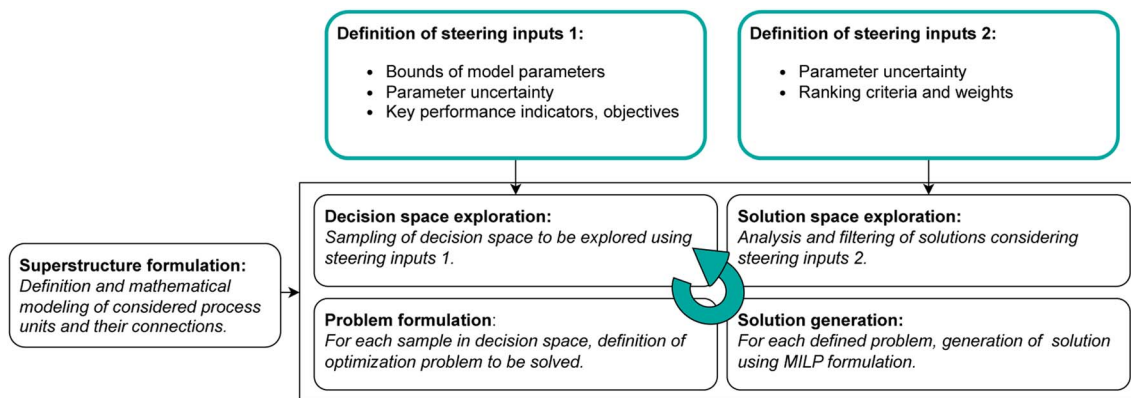 Definition of steering inputs 1:
• Bounds of model parameters
• Parameter uncertainty
• Key performance indicators, objectives
Definition of steering inputs 2:
• Parameter uncertainty
• Ranking criteria and weights
Superstructure formulation:
Definition and mathematical
modeling of considered process
units and their connections.
Decision space exploration:
Sampling of decision space to be explored using
steering inputs 1.
Solution space exploration:
Analysis and filtering of solutions considering
steering inputs 2.
Problem formulation:
For each sample in decision space, definition of
optimization problem to be solved.
Solution generation:
For each defined problem, generation of solution
using MILP formulation.